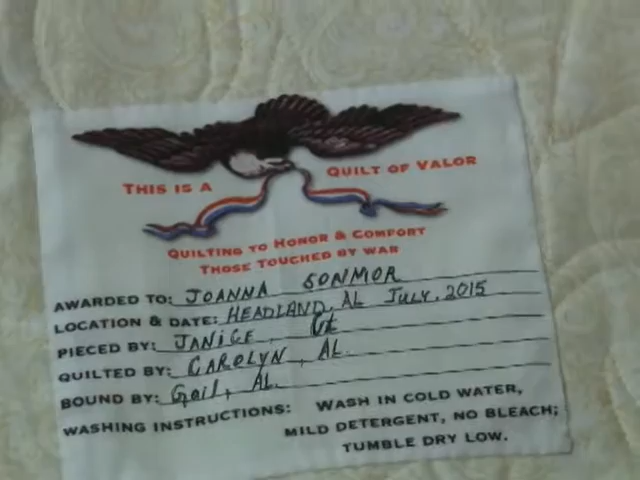 THIS IS A QUILT OF VALOR
QUILTING TO HONOR & COMFORT
THOSE TOUCHED BY WAR
AWARDED TO: JOANNA SONMOR
LOCATION & DATE: HEADLAND, AL JULY, 2015
PIECED BY: JANICE,
QUILTED BY: CAROLYN, AL.
BOUND BY: Gail, AL.
WASHING INSTRUCTIONS: WASH IN COLD WATER,
MILD DETERGENT, NO BLEACH;
TUMBLE DRY LOW.